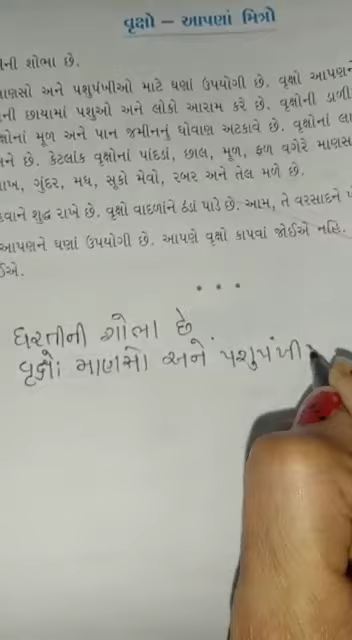 વૃક્ષો – આપણાં મિત્રો
ની શોભા છે.
માણસો અને પશુપંખીઓ માટે ઘણાં ઉપયોગી છે. વૃક્ષો આપણને
ની છાયામાં પશુઓ અને લોકો આરામ કરે છે. વૃક્ષોની ડાળી
ક્ષોનાં મૂળ અને પાન જમીનનું ધોવાણ અટકાવે છે. વૃક્ષોનાં લા
ને છે. કેટલાંક વૃક્ષોનાં પાંદડાં, છાલ, મૂળ, ફળ વગેરે માણસ
લાખ, ગુંદર, મધ, સૂકો મેવો, રબર અને તેલ મળે છે.
હવાને શુદ્ધ રાખે છે. વૃક્ષો વાદળાંને ઠંડાં પાડે છે. આમ, તે વરસાદને
આપણને ઘણાં ઉપયોગી છે. આપણે વૃક્ષો કાપવાં જોઈએ નહિ.
ઈએ.
• • •
ધરતીની શોભા છે
વૃક્ષો માણસો અને પશુપંખી